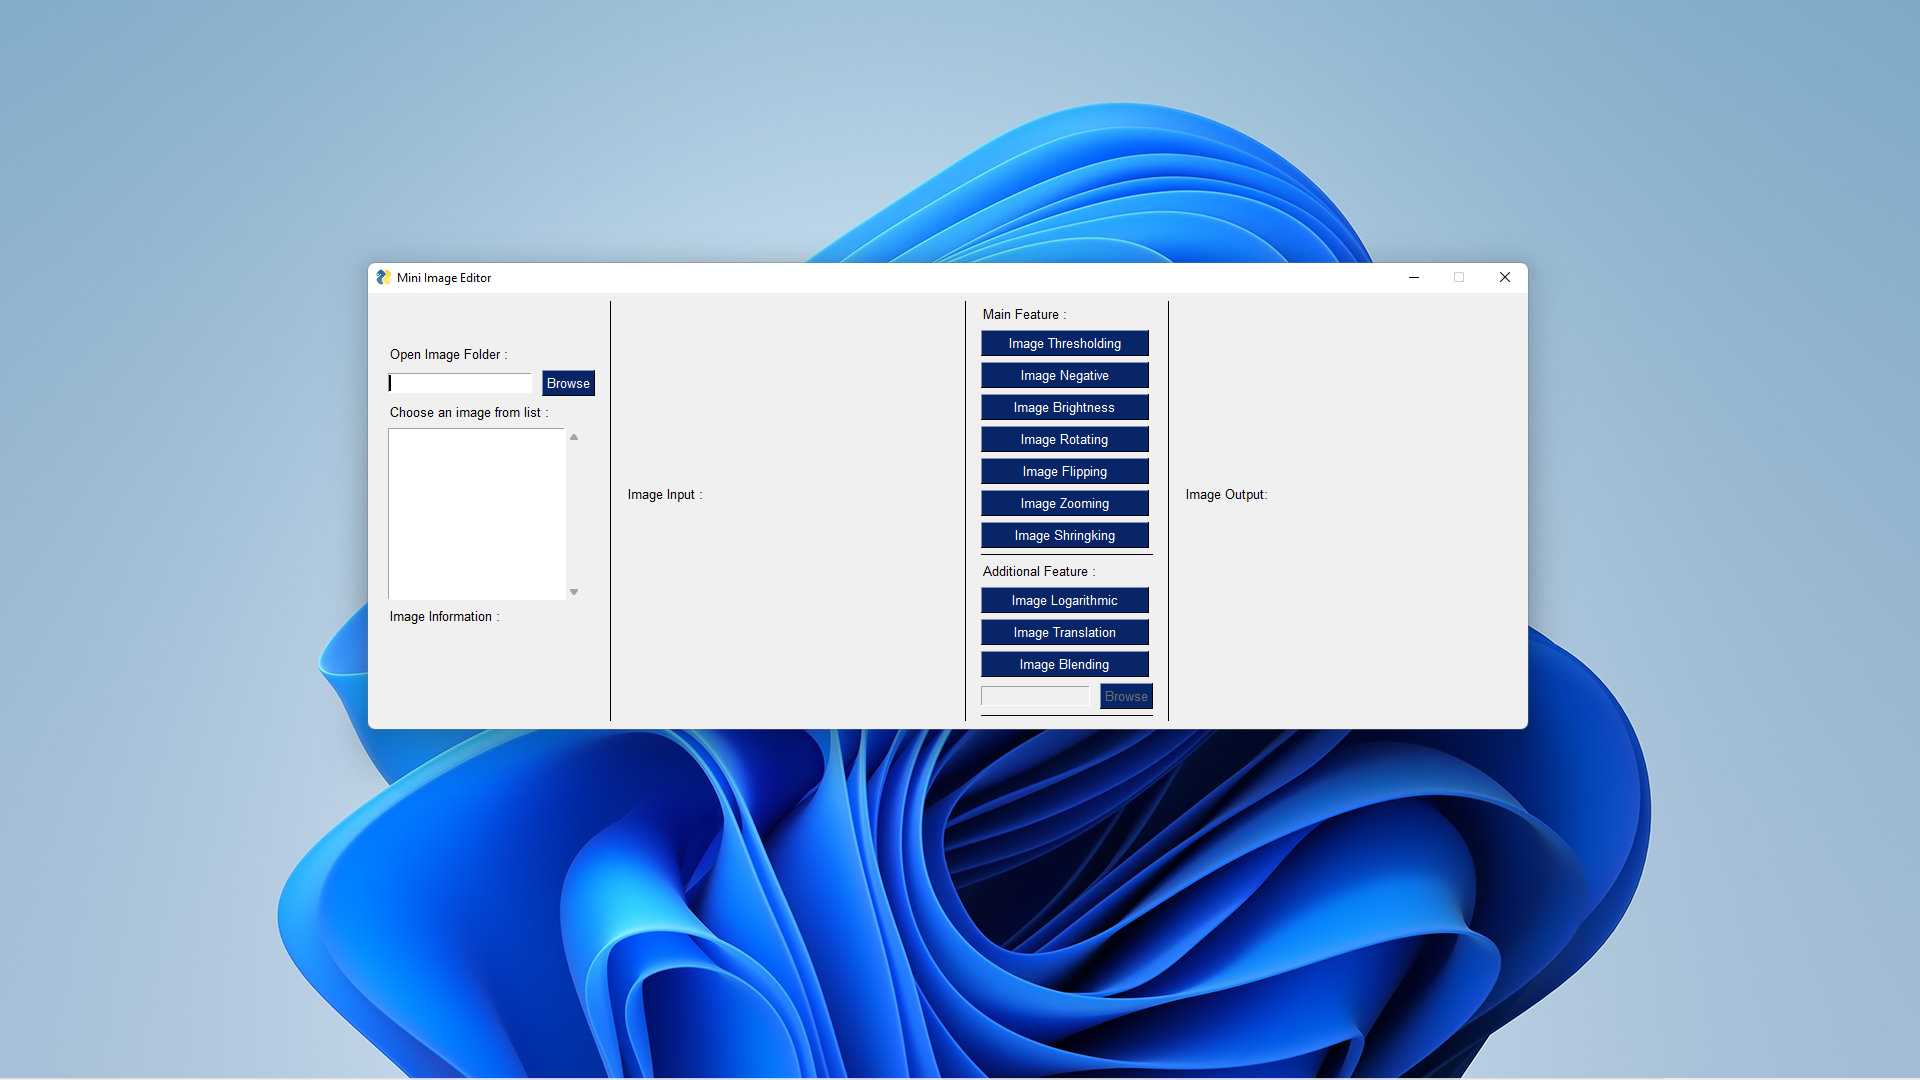 Mini Image Editor
Open Image Folder :
Browse
Choose an image from list :
Image Information :
Image Input :
Main Feature :
Image Thresholding
Image Negative
Image Brightness
Image Rotating
Image Flipping
Image Zooming
Image Shringking
Additional Feature :
Image Logarithmic
Image Translation
Image Blending
Browse
Image Output: